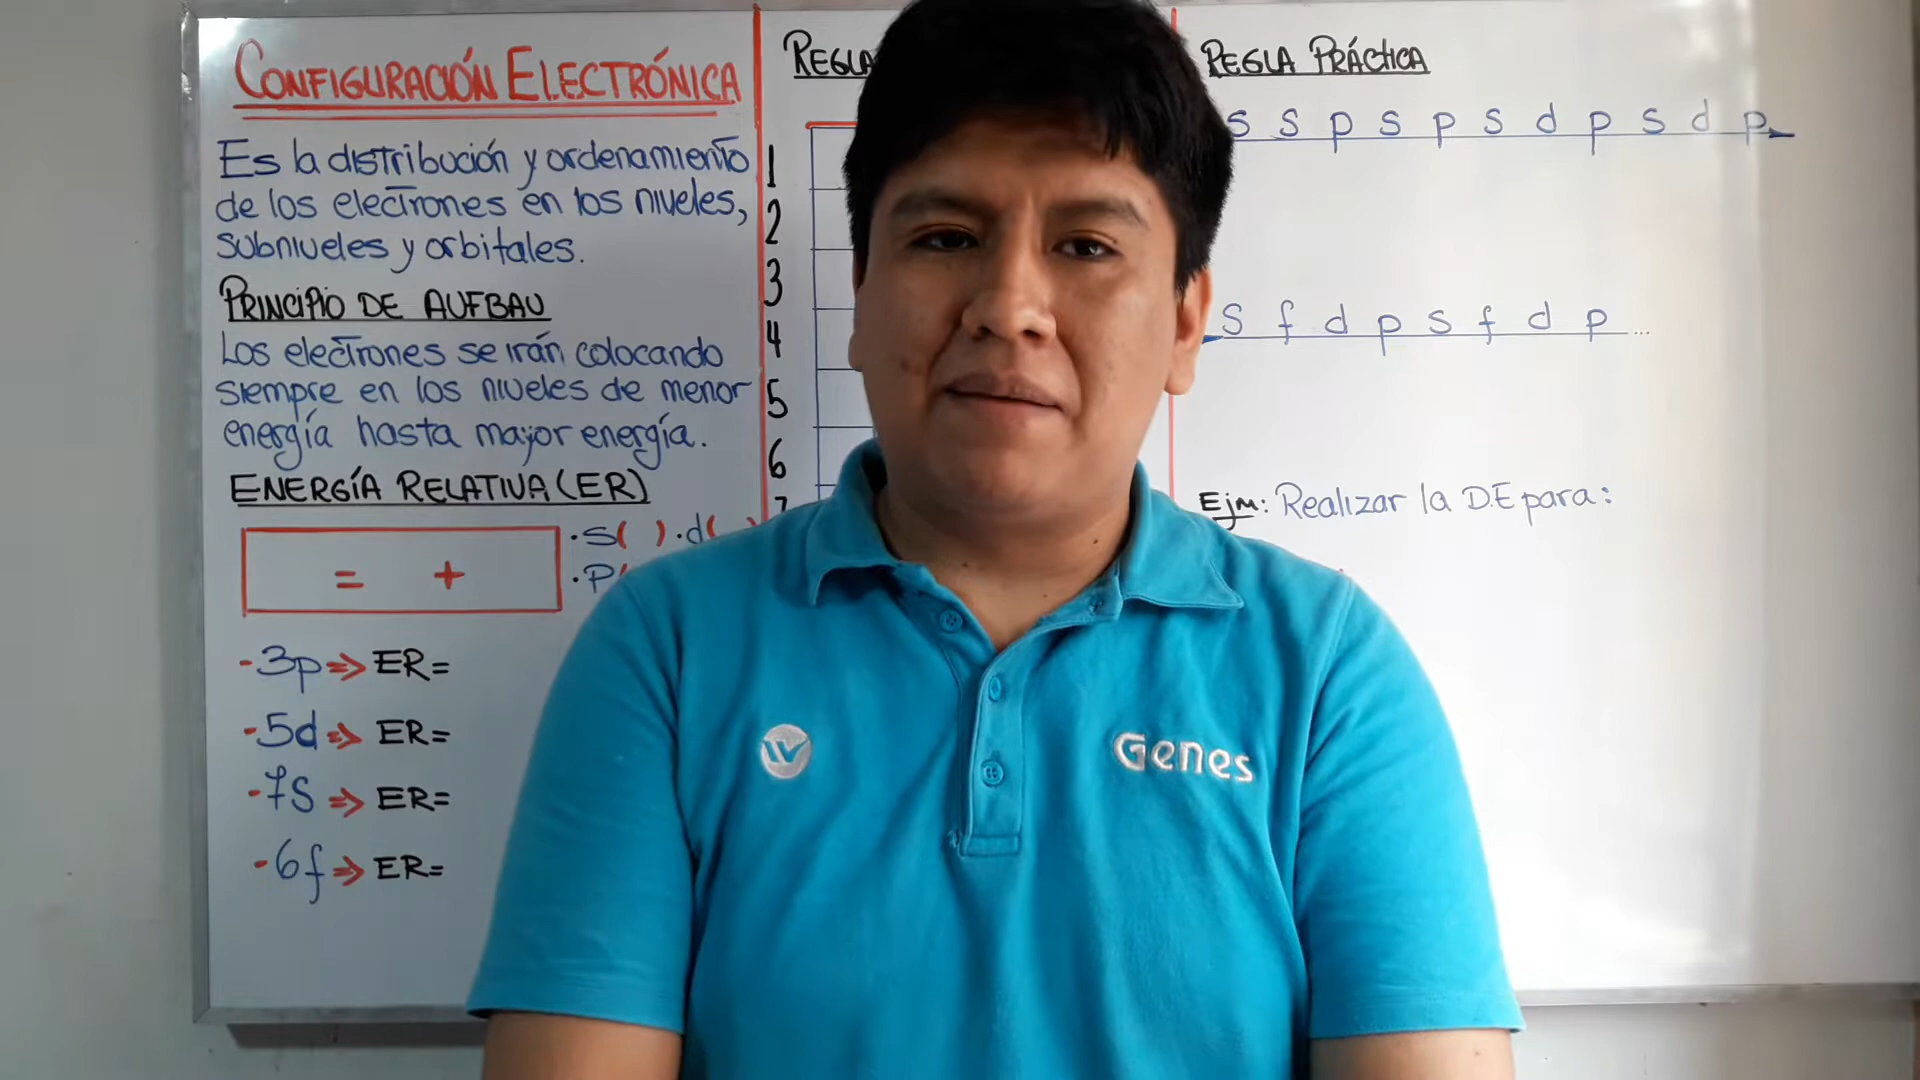 CONFIGURACIÓN ELECTRÓNICA
Es la distribución y ordenamiento
de los electrones en los niveles,
subniveles y orbitales.
PRINCIPIO DE AUFBAU
Los electrones se irán colocando
siempre en los niveles de menor
energía hasta mayor energía.
ENERGÍA RELATIVA (ER)
= +
·S( ) ·d(
·P(
-3p⇒ ER=
-5d⇒ ER=
-7S⇒ ER=
-6f⇒ ER=
REGLA
1
2
3
4
5
6
7
REGLA PRÁCTICA
S S p S p S d p S d p
S f d p S f d p ...
Ejm: Realizar la D.E para:
W
Genes